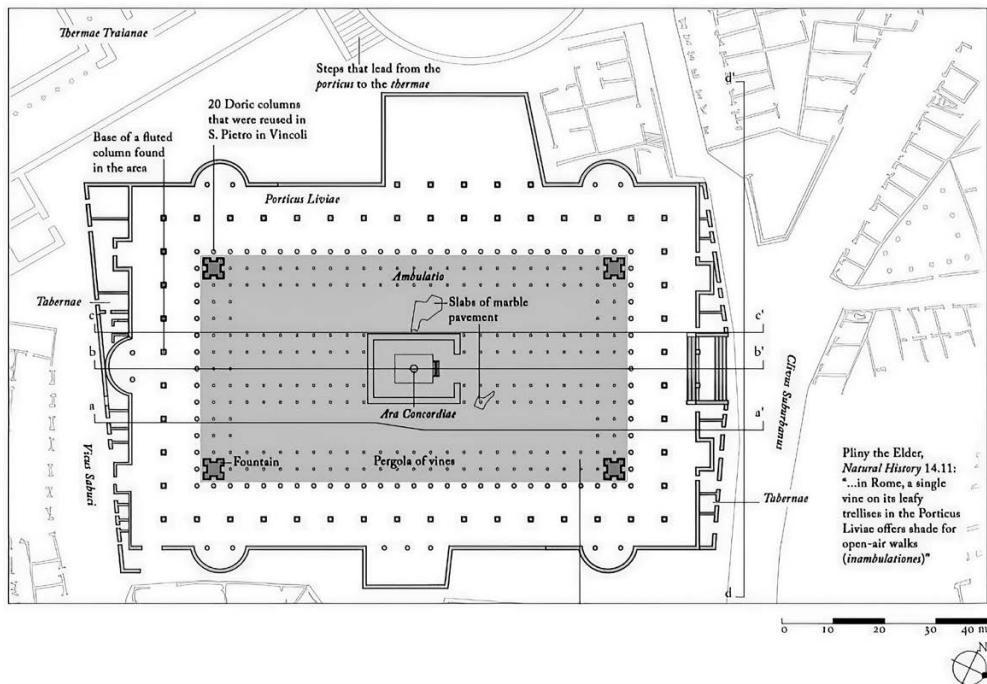 Thermae Traianae
Steps that lead from the
porticus to the thermae
d'
20 Doric columns
that were reused in
S. Pietro in Vincoli
Base of a fluted
column found
in the area
Porticus Liviae
Ambulatio
Slabs of marble
pavement
Tabernae
c
c'
b
b'
Ara Concordiae
a
a'
Clivus Suburbanus
Vicus Saburi
Fountain
Pergola of vines
Tabernae
Pliny the Elder,
Natural History 14.11:
"...in Rome, a single
vine on its leafy
trellises in the Porticus
Liviae offers shade for
open-air walks
(inambulationes)"
d
0 10 20 30 40 m
N